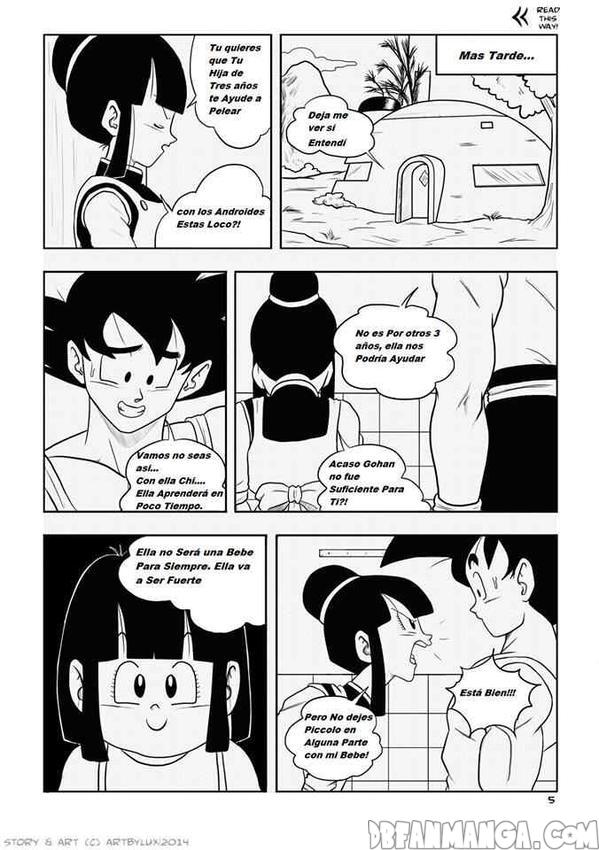 READ
THIS
WAY!
Mas Tarde...
Deja me
ver si
Entendí
Tu quieres
que Tu
Hija de
Tres años
te Ayude a
Pelear
con los Androides
Estas Loco?!
No es Por otros 3
años, ella nos
Podría Ayudar
Acaso Gohan
no fue
Suficiente Para
Ti?!
Vamos no seas
asi...
Con ella Chi....
Ella Aprenderá en
Poco Tiempo.
Pero No dejes
Piccolo en
Alguna Parte
con mi Bebe!
Está Bien!!!
Ella no Será una Bebe
Para Siempre. Ella va
a Ser Fuerte
5
STORY & ART (C) ARTBYLUX!2014
DBFANMANGA.COM